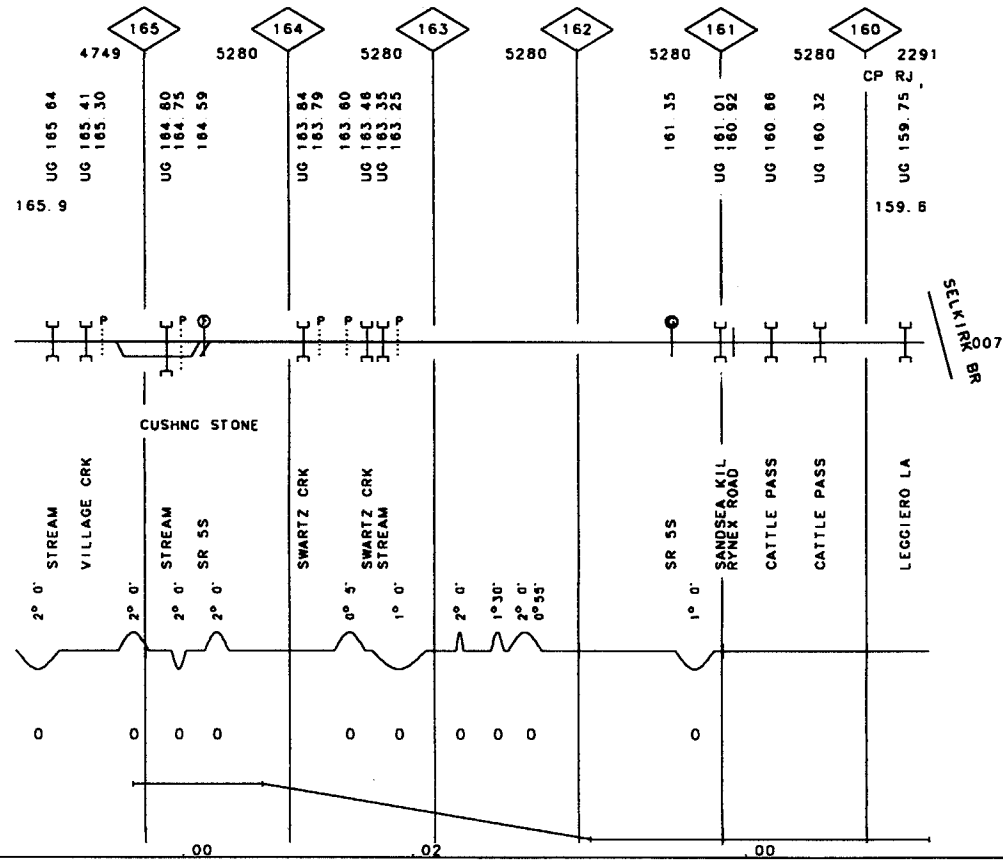 165 164 163 162 161 160
4749 5280 5280 5280 5280 5280 2291
CP RJ
UG 165 64
UG 165.41
165.30
UG 164.80
164.75
164.59
UG 163.84
163.79
163.60
UG 163.46
UG 163.35
163 25
161.35
UG 161.01
160.92
UG 160.66
UG 160.32
UG 159.75
165.9
159.6
P P P P P
SELKIRK BR
007
CUSHNG STONE
STREAM
VILLAGE CRK
STREAM
SR 5S
SWARTZ CRK
SWARTZ CRK
STREAM
SR 5S
SANDSEA KIL
RYNEX ROAD
CATTLE PASS
CATTLE PASS
LEGGIERO LA
2° 0'
2° 0'
2° 0'
2° 0'
0° 5'
1° 0'
2° 0'
1° 30'
2° 0'
0° 55'
1° 0'
0 0 0 0 0 0 0 0 0 0
.00 .02 .00